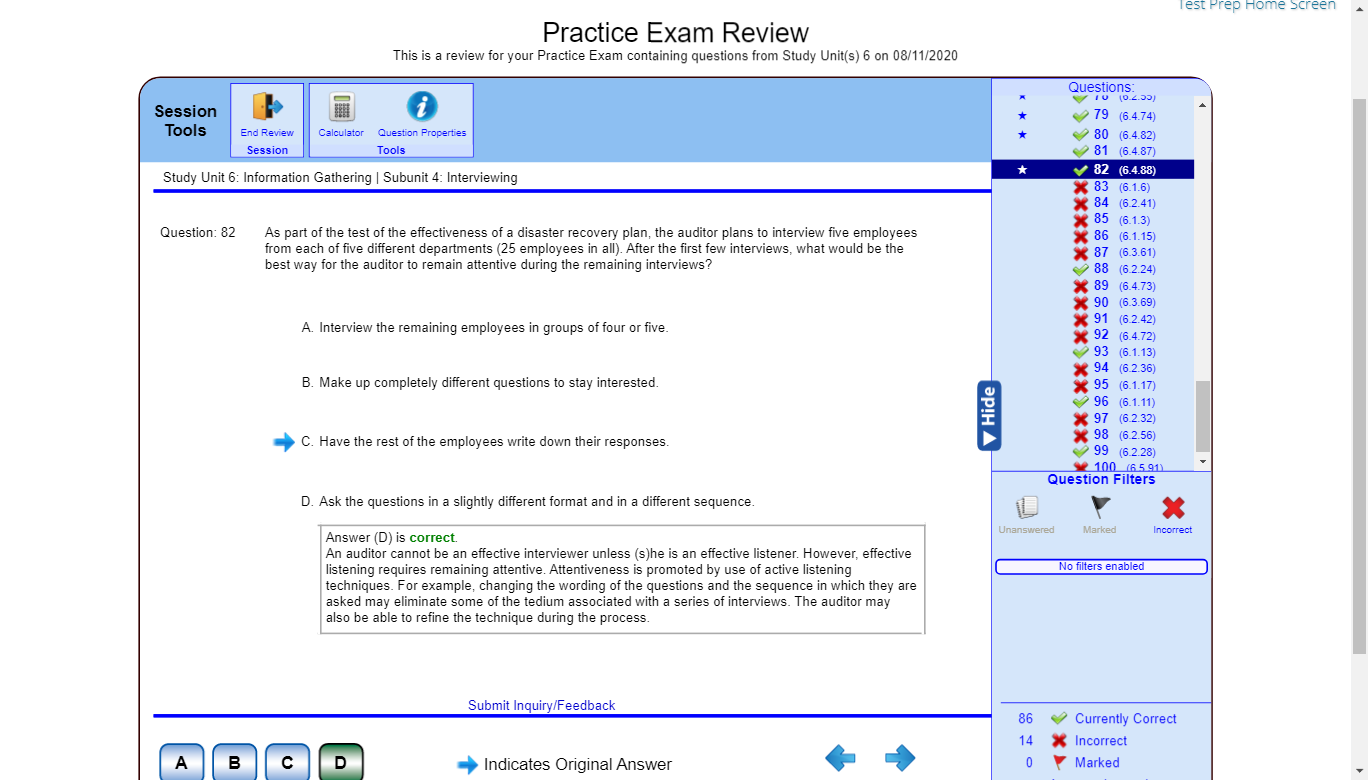 Test Prep Home Screen
Practice Exam Review
This is a review for your Practice Exam containing questions from Study Unit(s) 6 on 08/11/2020
Session Tools
End Review
Session
Calculator
Question Properties
Tools
Study Unit 6: Information Gathering | Subunit 4: Interviewing
Question: 82
As part of the test of the effectiveness of a disaster recovery plan, the auditor plans to interview five employees
from each of five different departments (25 employees in all). After the first few interviews, what would be the
best way for the auditor to remain attentive during the remaining interviews?
A. Interview the remaining employees in groups of four or five.
B. Make up completely different questions to stay interested.
C. Have the rest of the employees write down their responses.
D. Ask the questions in a slightly different format and in a different sequence.
Answer (D) is correct.
An auditor cannot be an effective interviewer unless (s)he is an effective listener. However, effective
listening requires remaining attentive. Attentiveness is promoted by use of active listening
techniques. For example, changing the wording of the questions and the sequence in which they are
asked may eliminate some of the tedium associated with a series of interviews. The auditor may
also be able to refine the technique during the process.
Submit Inquiry/Feedback
A B C D
Indicates Original Answer
Hide
Questions:
78 (6.2.55)
79 (6.4.74)
80 (6.4.82)
81 (6.4.87)
82 (6.4.88)
83 (6.1.6)
84 (6.2.41)
85 (6.1.3)
86 (6.1.15)
87 (6.3.61)
88 (6.2.24)
89 (6.4.73)
90 (6.3.69)
91 (6.2.42)
92 (6.4.72)
93 (6.1.13)
94 (6.2.36)
95 (6.1.17)
96 (6.1.11)
97 (6.2.32)
98 (6.2.56)
99 (6.2.28)
100 (6.5.91)
Question Filters
Unanswered
Marked
Incorrect
No filters enabled
86 Currently Correct
14 Incorrect
0 Marked